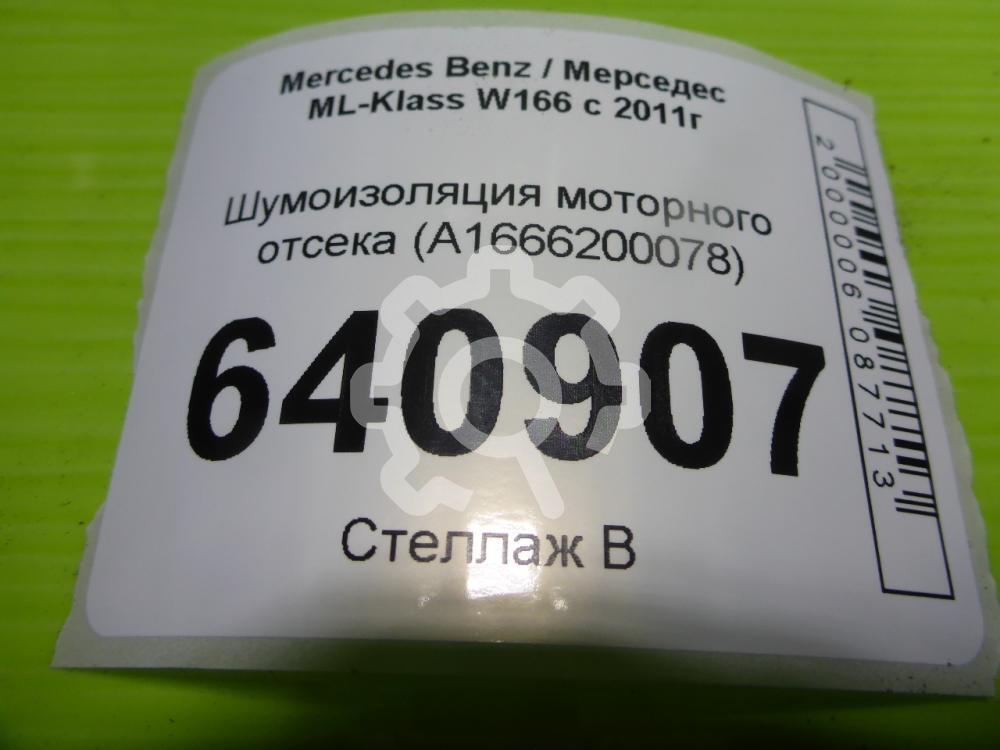 Mercedes Benz / Мерседес
ML-Klass W166 с 2011г
Шумоизоляция моторного
отсека (A1666200078)
640907
Стеллаж В
2000006087713